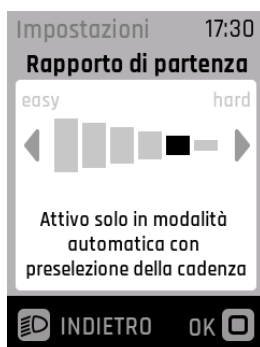 Impostazioni 17:30
Rapporto di partenza
easy hard
Attivo solo in modalità
automatica con
preselezione della cadenza
INDIETRO OK